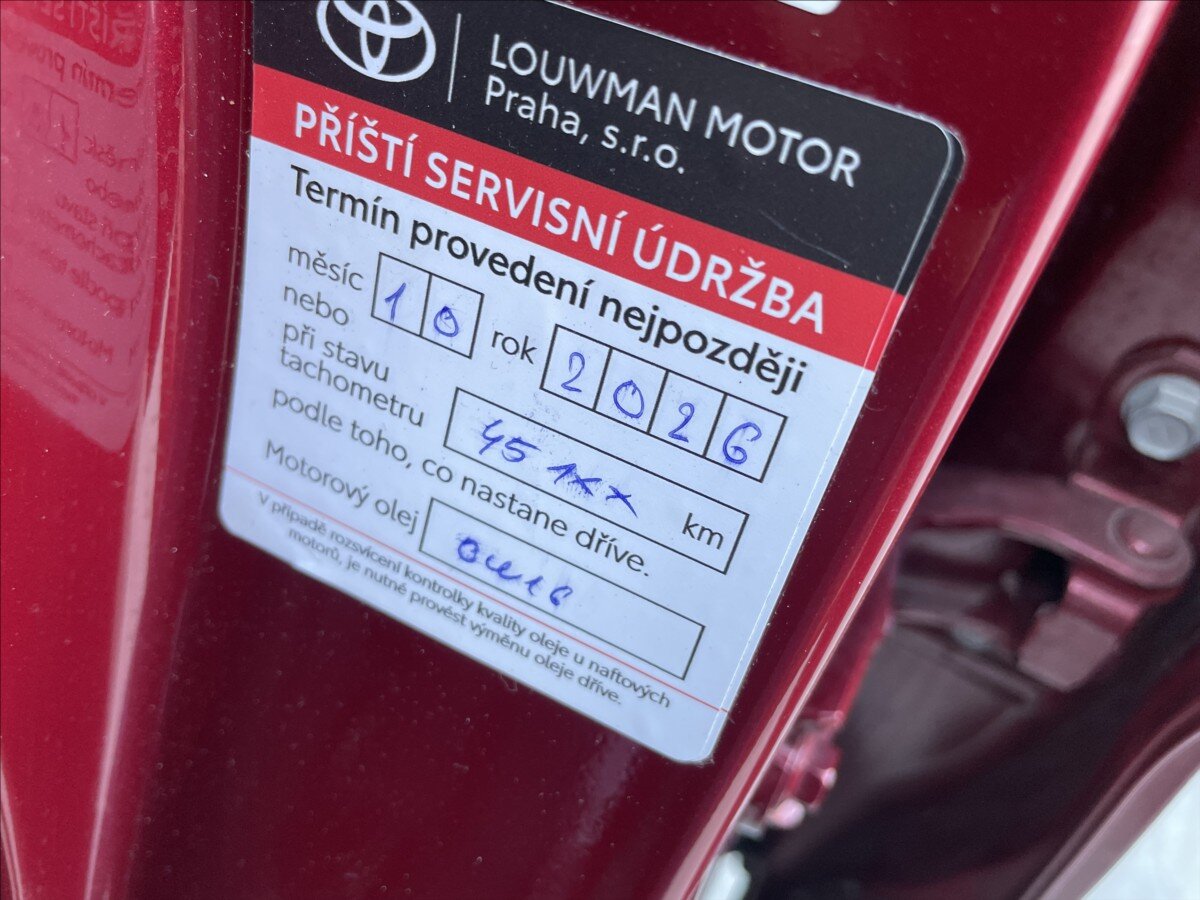 LOUWMAN MOTOR
Praha, s.r.o.
PŘÍŠTÍ SERVISNÍ ÚDRŽBA
Termín provedení nejpozději
měsíc 10 rok 2026
nebo
při stavu
tachometru 45 1xx km
podle toho, co nastane dříve.
Motorový olej 0w16
V případě rozsvícení kontrolky kvality oleje u naftových
motorů, je nutné provést výměnu oleje dříve.